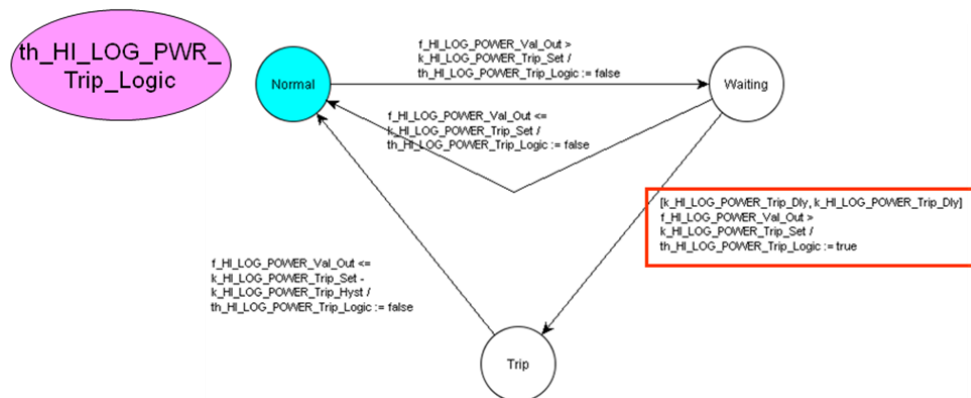 th_HI_LOG_PWR_
Trip_Logic
Normal
f_HI_LOG_POWER_Val_Out >
k_HI_LOG_POWER_Trip_Set /
th_HI_LOG_POWER_Trip_Logic := false
Waiting
f_HI_LOG_POWER_Val_Out <=
k_HI_LOG_POWER_Trip_Set /
th_HI_LOG_POWER_Trip_Logic := false
[k_HI_LOG_POWER_Trip_Dly, k_HI_LOG_POWER_Trip_Dly]
f_HI_LOG_POWER_Val_Out >
k_HI_LOG_POWER_Trip_Set /
th_HI_LOG_POWER_Trip_Logic := true
f_HI_LOG_POWER_Val_Out <=
k_HI_LOG_POWER_Trip_Set -
k_HI_LOG_POWER_Trip_Hyst /
th_HI_LOG_POWER_Trip_Logic := false
Trip